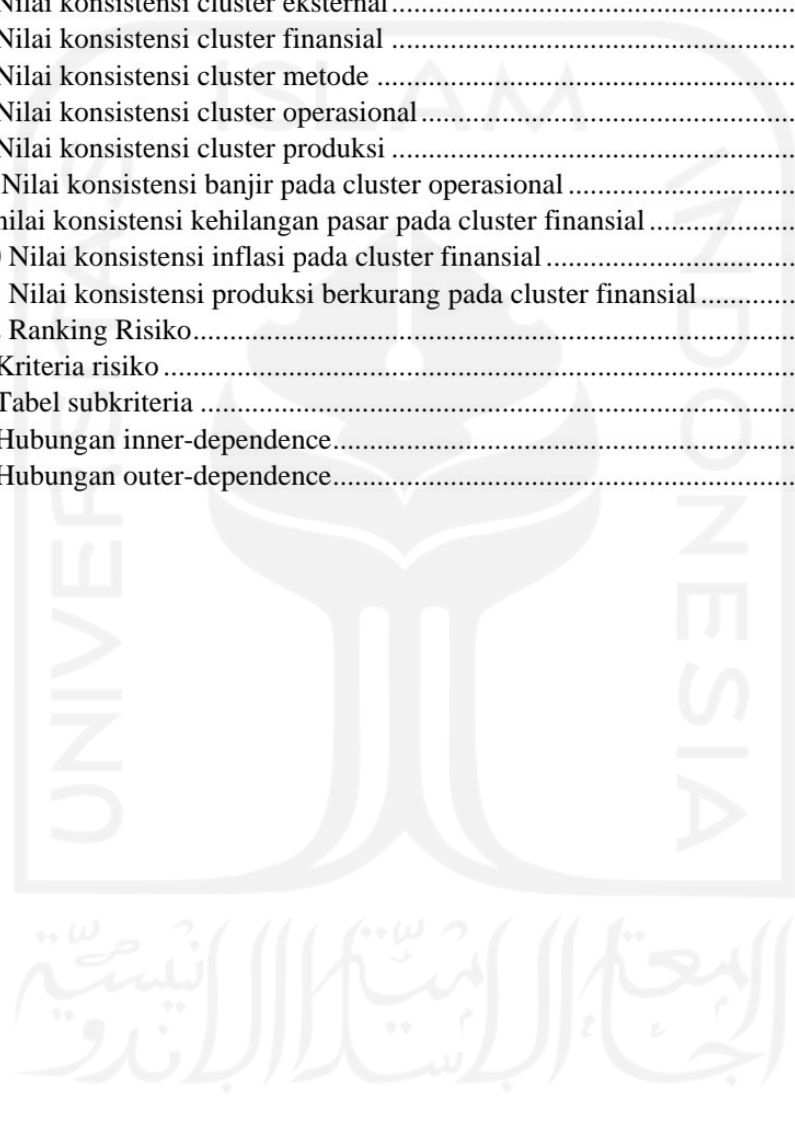 Nilai konsistensi cluster eksternal................................................................
Nilai konsistensi cluster finansial ................................................................
Nilai konsistensi cluster metode ................................................................
Nilai konsistensi cluster operasional................................................................
Nilai konsistensi cluster produksi ................................................................
Nilai konsistensi banjir pada cluster operasional ................................
nilai konsistensi kehilangan pasar pada cluster finansial ........................
Nilai konsistensi inflasi pada cluster finansial ................................
Nilai konsistensi produksi berkurang pada cluster finansial ................
Ranking Risiko................................................................................
Kriteria risiko ................................................................................
Tabel subkriteria ................................................................................
Hubungan inner-dependence................................................................
Hubungan outer-dependence................................................................
ISLAM
UNIVERSITAS
INDONESIA